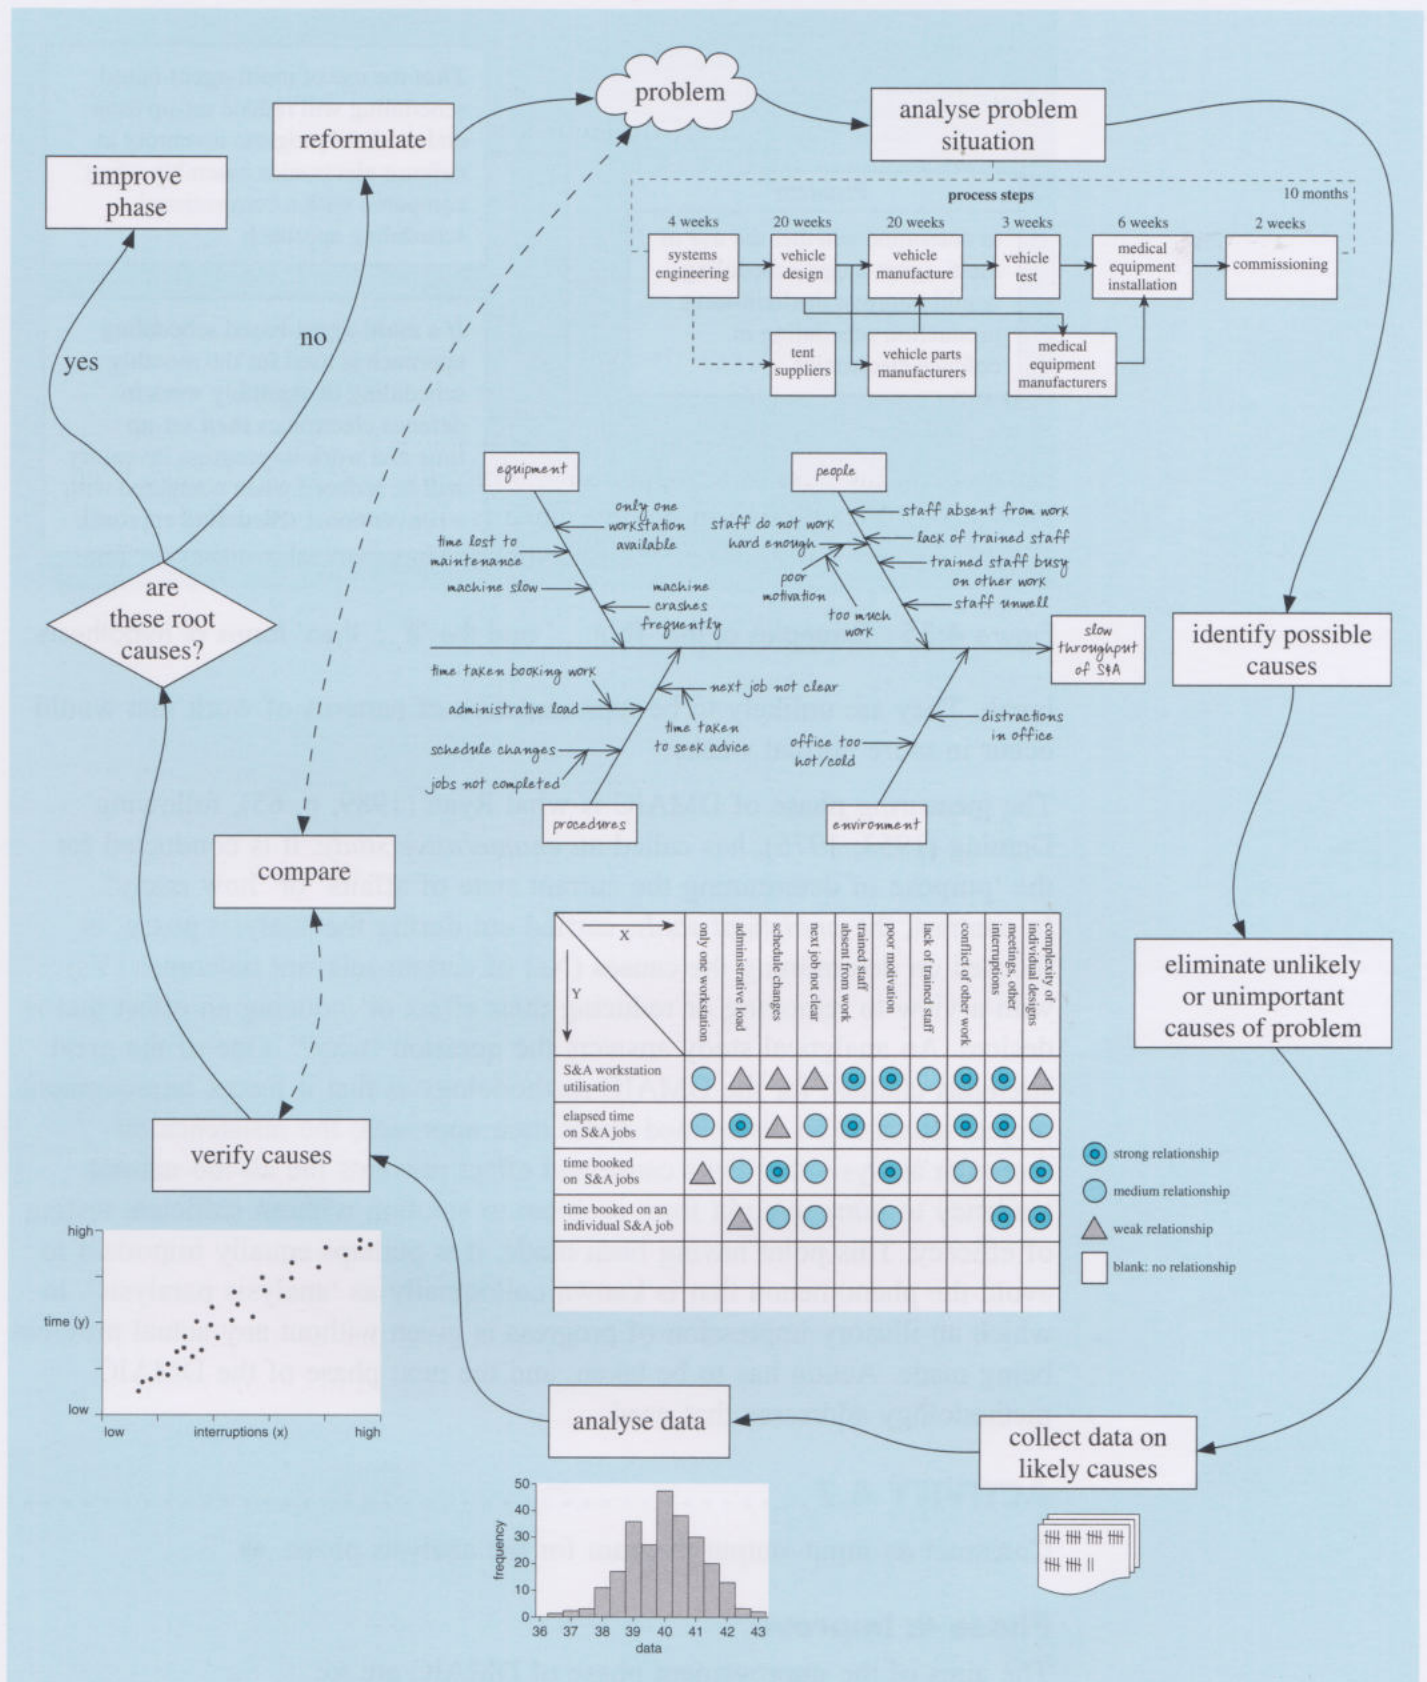 problem
analyse problem
situation
reformulate
improve
phase
yes
no
process steps
10 months
4 weeks
20 weeks
20 weeks
3 weeks
6 weeks
2 weeks
systems
engineering
vehicle
design
vehicle
manufacture
vehicle
test
medical
equipment
installation
commissioning
tent
suppliers
vehicle parts
manufacturers
medical
equipment
manufacturers
equipment
people
only one
workstation
available
time lost to
maintenance
machine slow
machine
crashes
frequently
staff do not work
hard enough
poor
motivation
too much
work
staff absent from work
lack of trained staff
trained staff busy
on other work
staff unwell
slow
throughput
of S&A
time taken booking work
administrative load
schedule changes
jobs not completed
next job not clear
time taken
to seek advice
office too
hot/cold
distractions
in office
procedures
environment
are
these root
causes?
identify possible
causes
compare
eliminate unlikely
or unimportant
causes of problem
X
Y
only one workstation
administrative load
schedule changes
next job not clear
trained staff
absent from work
poor motivation
lack of trained staff
conflict of other work
meetings, other
interruptions
complexity of
individual designs
S&A workstation
utilisation
elapsed time
on S&A jobs
time booked
on S&A jobs
time booked on an
individual S&A job
strong relationship
medium relationship
weak relationship
blank: no relationship
verify causes
high
time (y)
low
low
interruptions (x)
high
analyse data
collect data on
likely causes
50
40
30
20
10
0
frequency
36 37 38 39 40 41 42 43
data